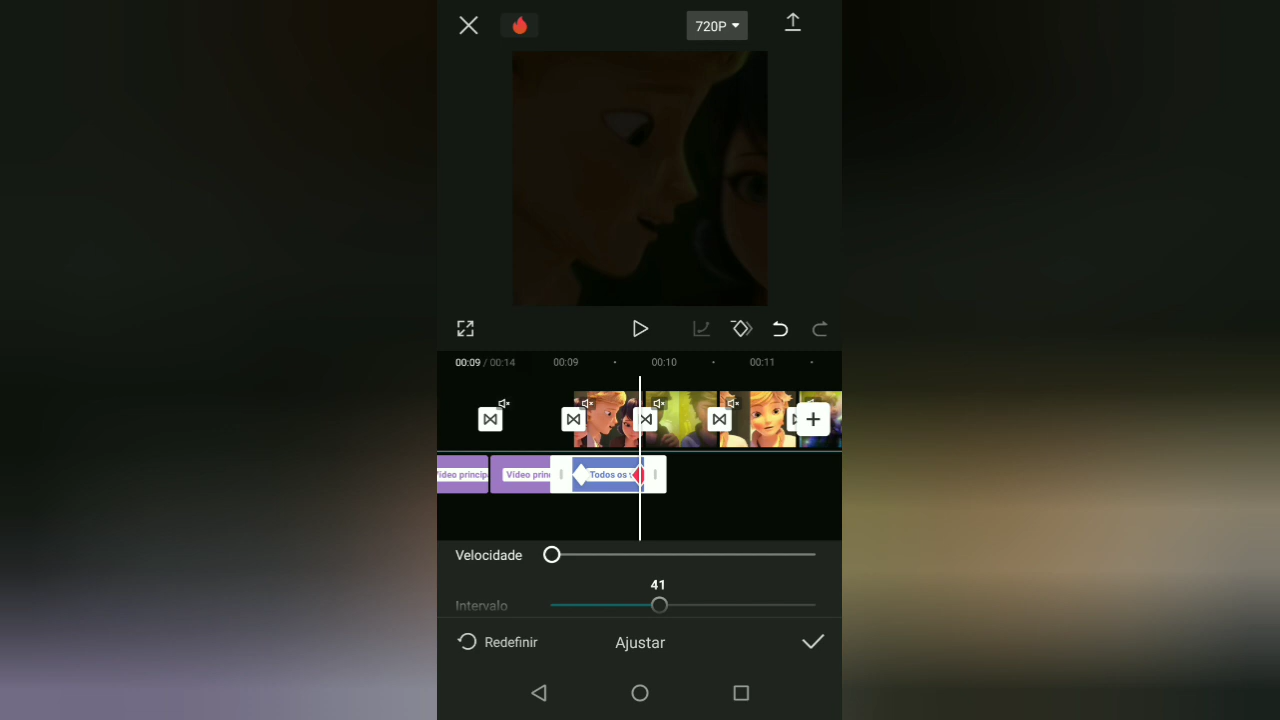 720P
00:09 / 00:14 00:09 00:10 00:11
Vídeo princip Vídeo prin Todos os
Velocidade
41
Intervalo
Redefinir Ajustar